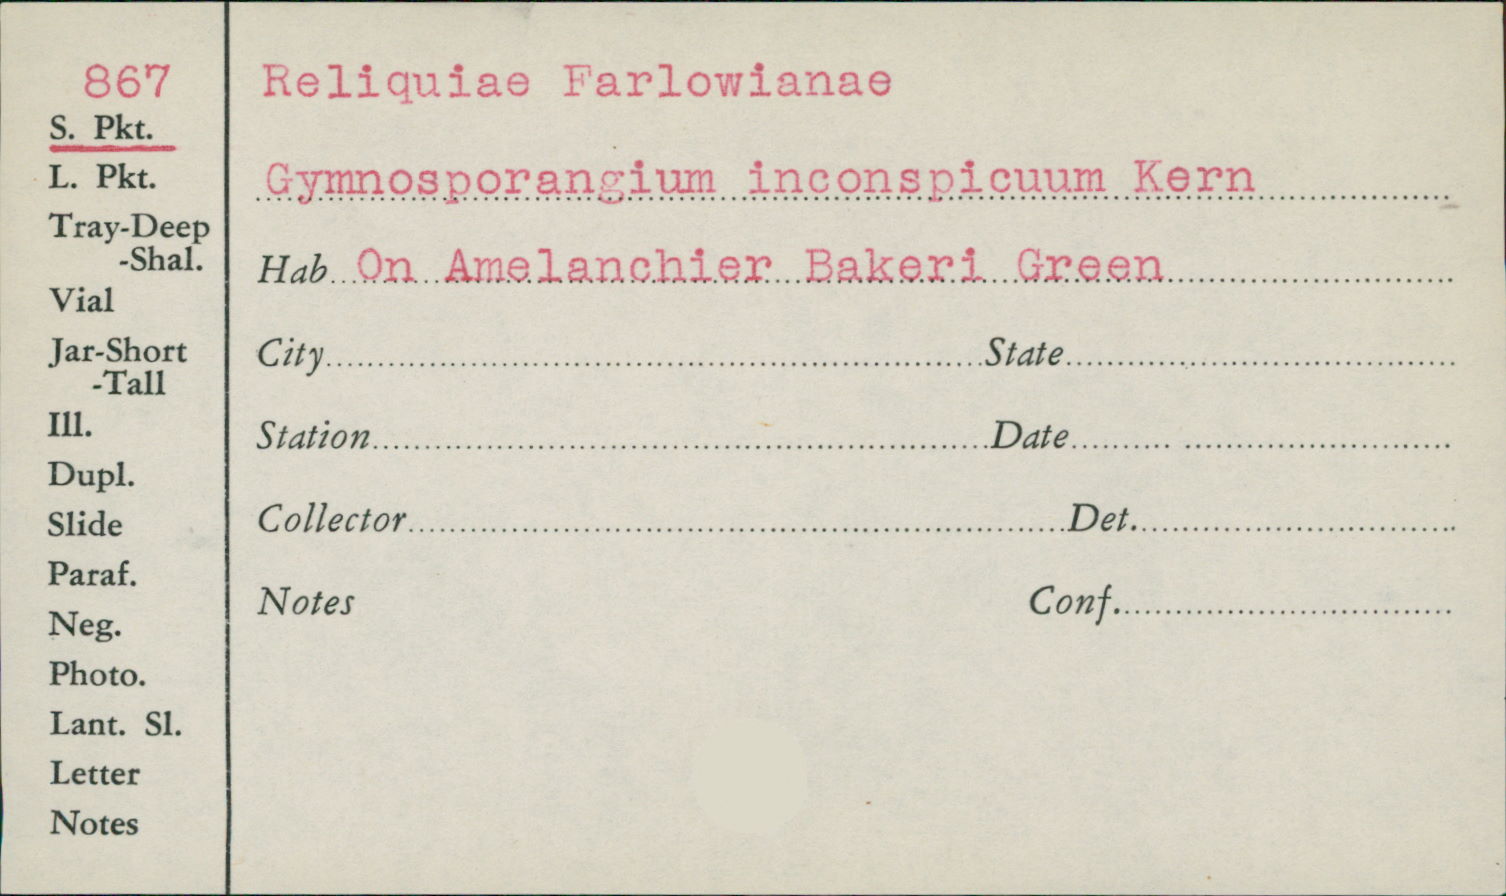 867
S. Pkt.
L. Pkt.
Tray-Deep
-Shal.
Vial
Jar-Short
-Tall
Ill.
Dupl.
Slide
Paraf.
Neg.
Photo.
Lant. Sl.
Letter
Notes
Reliquiae Farlowianae
Gymnosporangium inconspicuum Kern
Hab. On Amelanchier Bakeri Green
City State
Station Date
Collector Det.
Notes Conf.